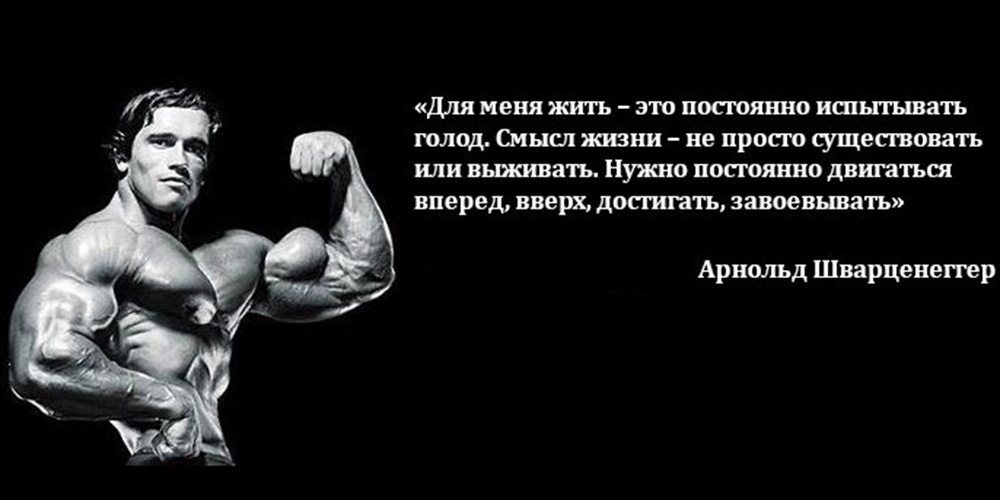 «Для меня жить – это постоянно испытывать
голод. Смысл жизни – не просто существовать
или выживать. Нужно постоянно двигаться
вперед, вверх, достигать, завоевывать»
Арнольд Шварценеггер